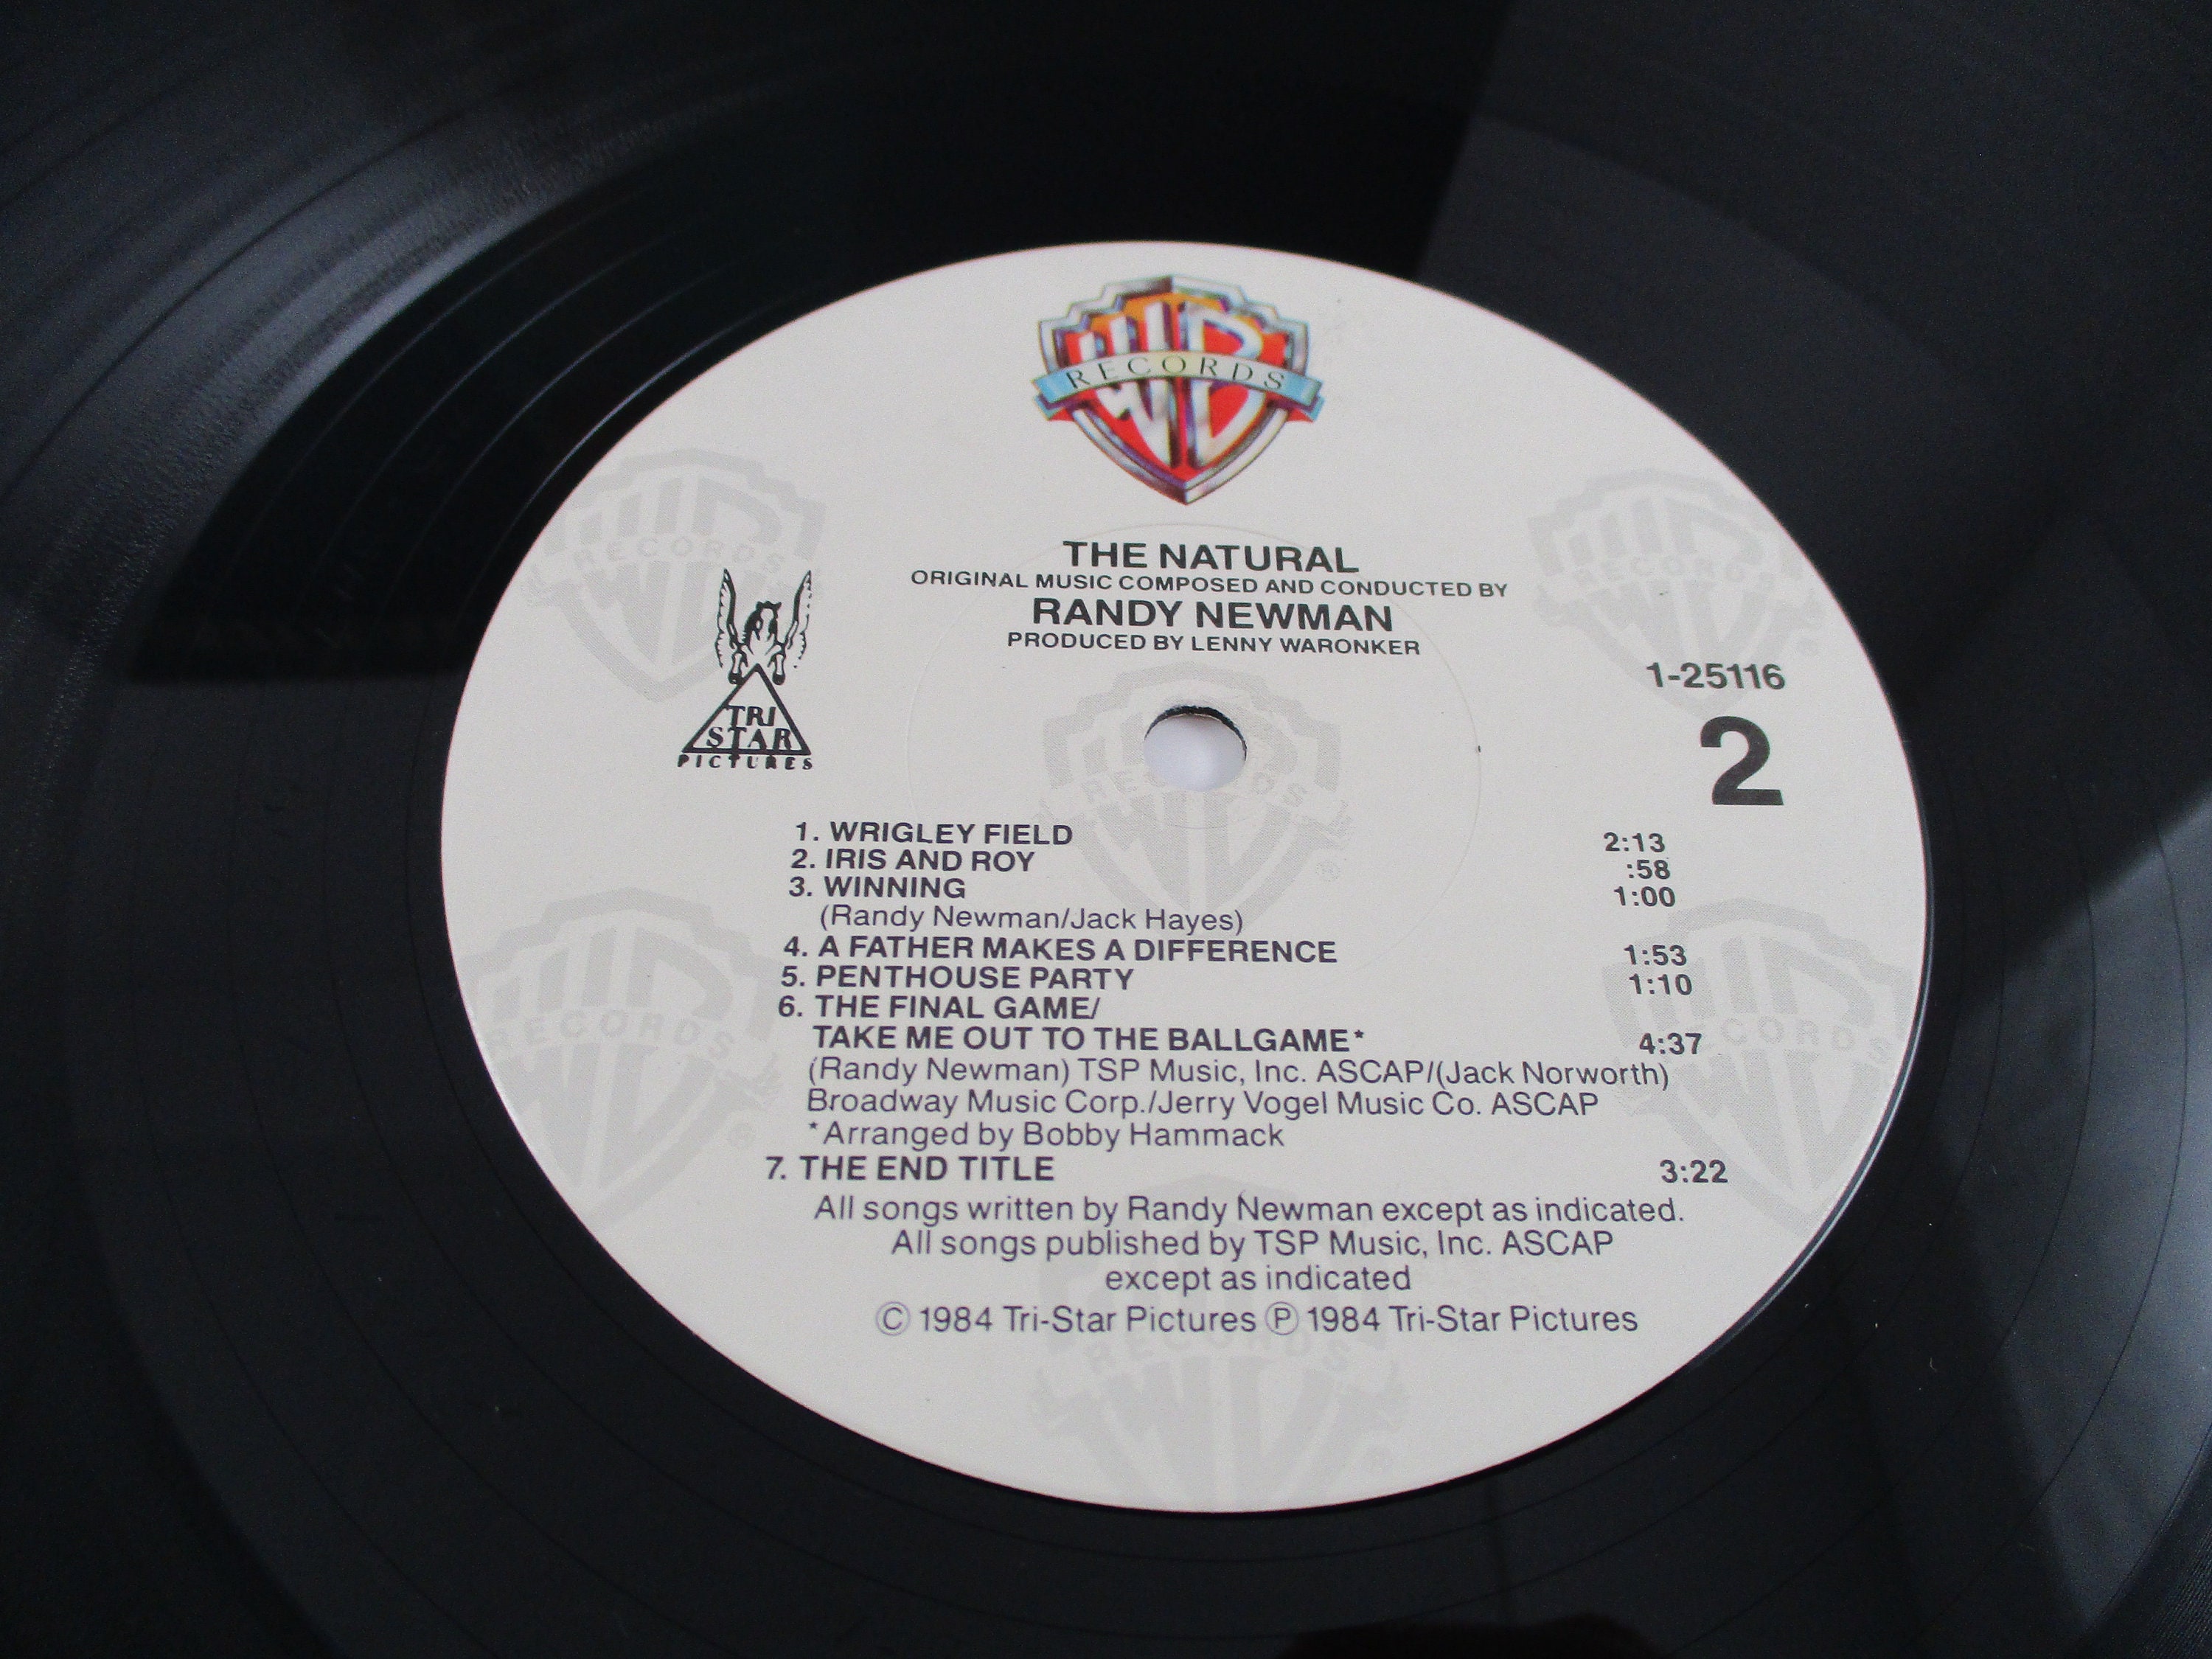 WB
RECORDS
THE NATURAL
ORIGINAL MUSIC COMPOSED AND CONDUCTED BY
RANDY NEWMAN
PRODUCED BY LENNY WARONKER
TRI
STAR
PICTURES
1-25116
2
1. WRIGLEY FIELD 2:13
2. IRIS AND ROY :58
3. WINNING 1:00
(Randy Newman/Jack Hayes)
4. A FATHER MAKES A DIFFERENCE 1:53
5. PENTHOUSE PARTY 1:10
6. THE FINAL GAME/
TAKE ME OUT TO THE BALLGAME* 4:37
(Randy Newman) TSP Music, Inc. ASCAP/(Jack Norworth)
Broadway Music Corp./Jerry Vogel Music Co. ASCAP
*Arranged by Bobby Hammack
7. THE END TITLE 3:22
All songs written by Randy Newman except as indicated.
All songs published by TSP Music, Inc. ASCAP
except as indicated
© 1984 Tri-Star Pictures Ⓟ 1984 Tri-Star Pictures